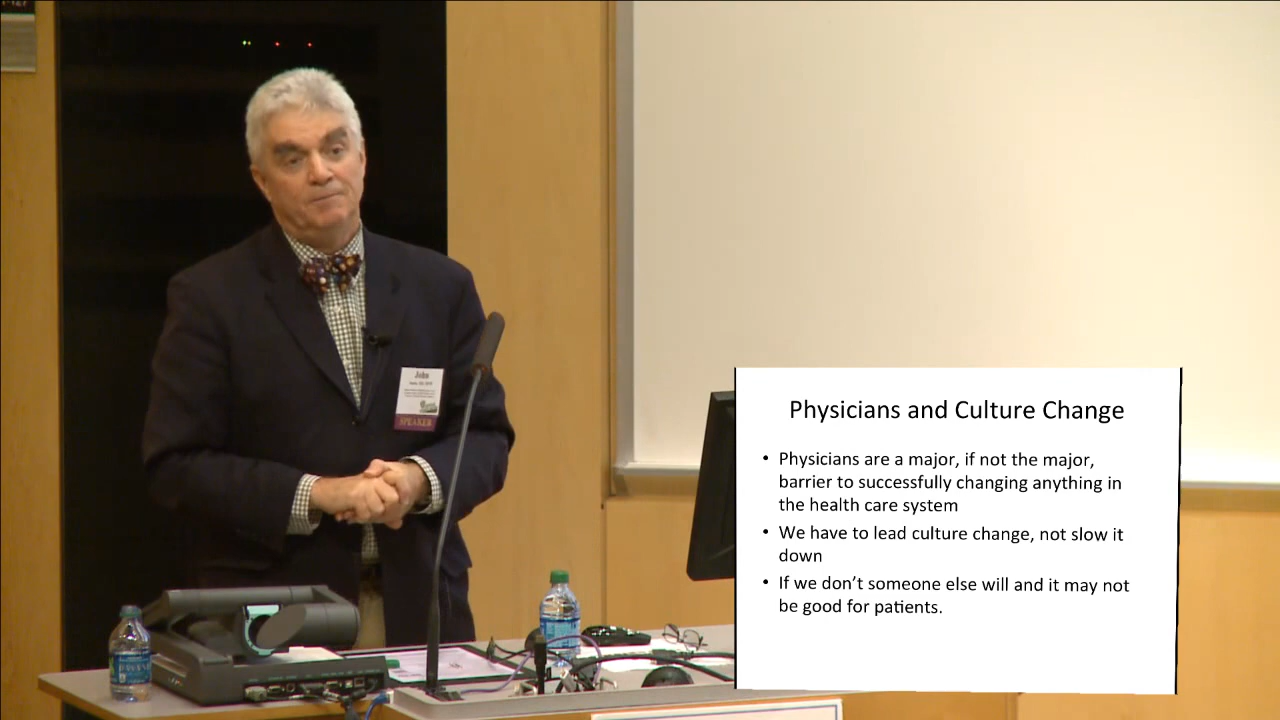 John
SPEAKER
Physicians and Culture Change
• Physicians are a major, if not the major,
barrier to successfully changing anything in
the health care system
• We have to lead culture change, not slow it
down
• If we don't someone else will and it may not
be good for patients.